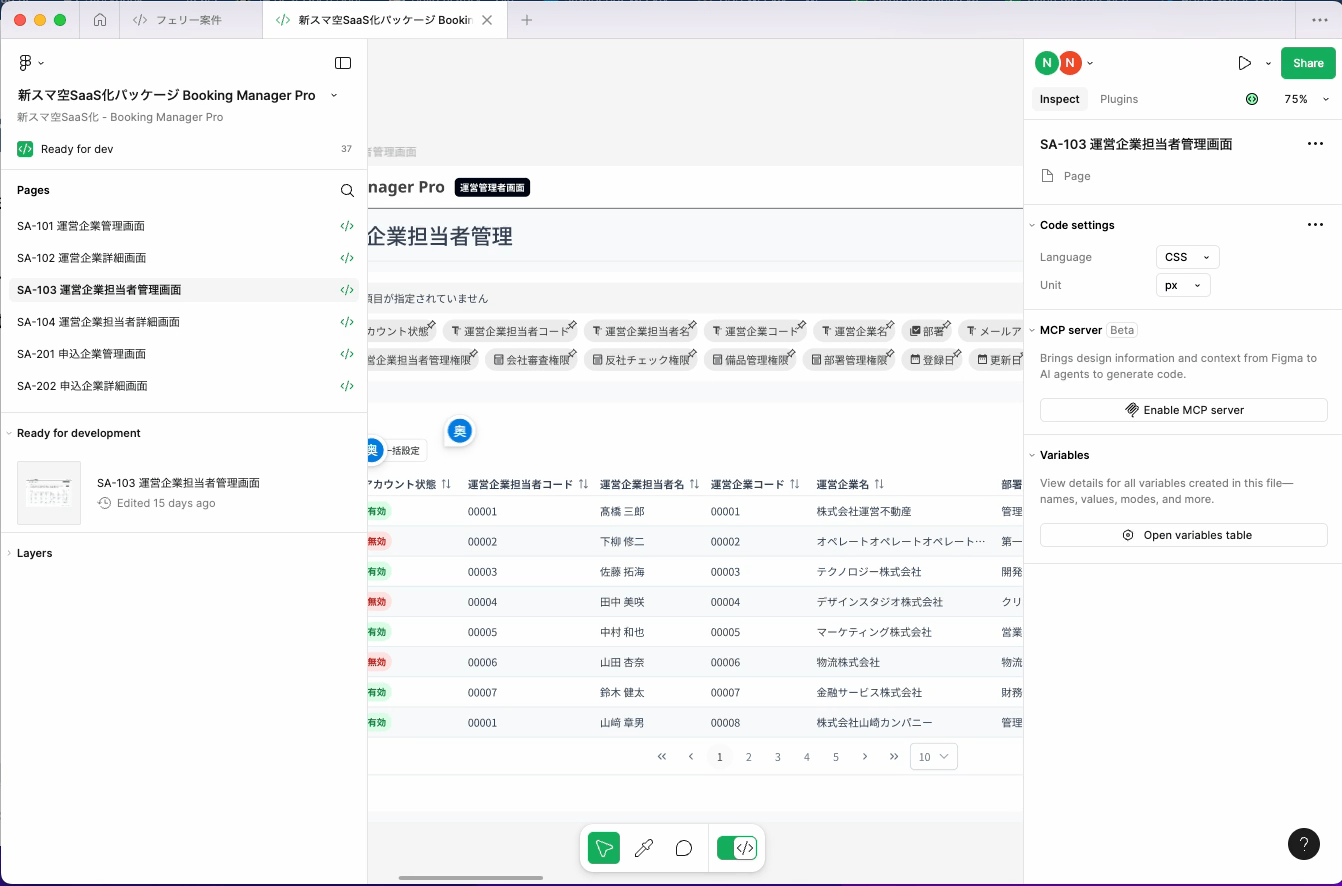 フェリー案件
新スマ空SaaS化パッケージ Bookin
新スマ空SaaS化パッケージ Booking Manager Pro
新スマ空SaaS化 - Booking Manager Pro
Ready for dev
37
Pages
SA-101 運営企業管理画面
SA-102 運営企業詳細画面
SA-103 運営企業担当者管理画面
SA-104 運営企業担当者詳細画面
SA-201 申込企業管理画面
SA-202 申込企業詳細画面
Ready for development
SA-103 運営企業担当者管理画面
Edited 15 days ago
Layers
者管理画面
nager Pro 運営管理者画面
企業担当者管理
項目が指定されていません
カウント状態 運営企業担当者コード 運営企業担当者名 運営企業コード 運営企業名 部署 メールア
営企業担当者管理権限 会社審査権限 反社チェック権限 備品管理権限 部署管理権限 登録日 更新日
奥
奥 一括設定
アカウント状態 運営企業担当者コード 運営企業担当者名 運営企業コード 運営企業名 部署
有効 00001 髙橋 三郎 00001 株式会社運営不動産 管理
無効 00002 下柳 修二 00002 オペレートオペレートオペレート… 第一
有効 00003 佐藤 拓海 00003 テクノロジー株式会社 開発
無効 00004 田中 美咲 00004 デザインスタジオ株式会社 クリ
有効 00005 中村 和也 00005 マーケティング株式会社 営業
無効 00006 山田 杏奈 00006 物流株式会社 物流
有効 00007 鈴木 健太 00007 金融サービス株式会社 財務
有効 00001 山﨑 章男 00008 株式会社山崎カンパニー 管理
1 2 3 4 5 10
N N
Share
Inspect Plugins 75%
SA-103 運営企業担当者管理画面
Page
Code settings
Language CSS
Unit px
MCP server Beta
Brings design information and context from Figma to
AI agents to generate code.
Enable MCP server
Variables
View details for all variables created in this file—
names, values, modes, and more.
Open variables table
?